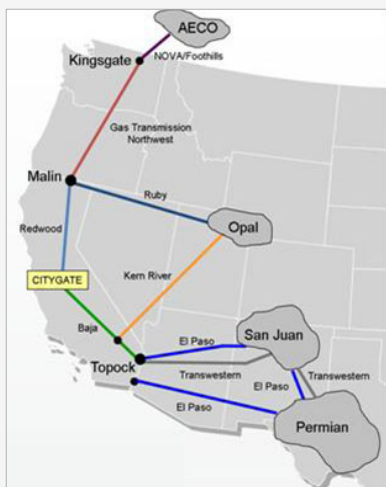 AECO
Kingsgate
NOVA/Foothills
Gas Transmission
Northwest
Malin
Ruby
Redwood
Opal
CITYGATE
Kern River
Baja
El Paso
San Juan
Topock
Transwestern
El Paso
Transwestern
El Paso
Permian